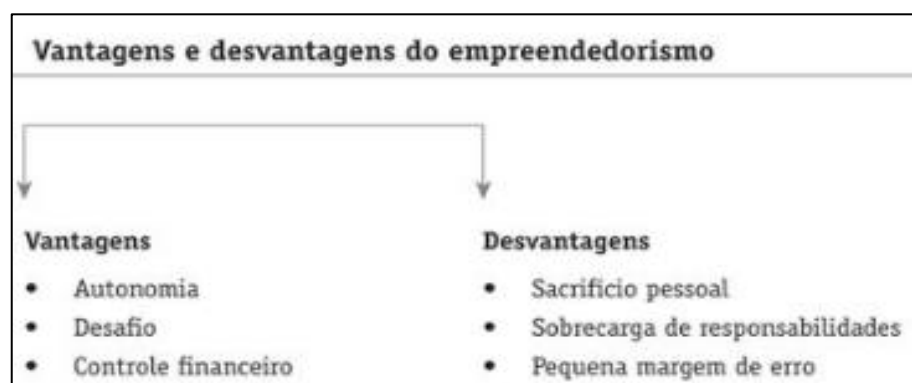 Vantagens e desvantagens do empreendedorismo
Vantagens
• Autonomia
• Desafio
• Controle financeiro
Desvantagens
• Sacrifício pessoal
• Sobrecarga de responsabilidades
• Pequena margem de erro